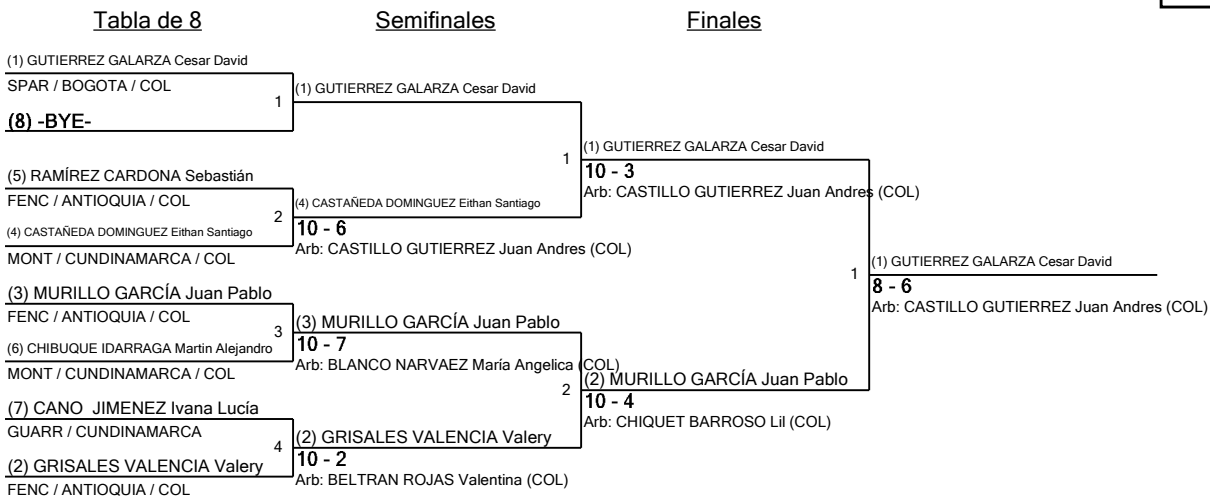 Tabla de 8
Semifinales
Finales
(1) GUTIERREZ GALARZA Cesar David
SPAR / BOGOTA / COL
1
(8) -BYE-
(5) RAMÍREZ CARDONA Sebastián
FENC / ANTIOQUIA / COL
2
(4) CASTAÑEDA DOMINGUEZ Eithan Santiago
MONT / CUNDINAMARCA / COL
(3) MURILLO GARCÍA Juan Pablo
FENC / ANTIOQUIA / COL
3
(6) CHIBUQUE IDARRAGA Martin Alejandro
MONT / CUNDINAMARCA / COL
(7) CANO JIMENEZ Ivana Lucía
GUARR / CUNDINAMARCA
4
(2) GRISALES VALENCIA Valery
FENC / ANTIOQUIA / COL
(1) GUTIERREZ GALARZA Cesar David
1
(4) CASTAÑEDA DOMINGUEZ Eithan Santiago
10 - 6
Arb: CASTILLO GUTIERREZ Juan Andres (COL)
(3) MURILLO GARCÍA Juan Pablo
10 - 7
Arb: BLANCO NARVAEZ María Angelica (COL)
2
(2) GRISALES VALENCIA Valery
10 - 2
Arb: BELTRAN ROJAS Valentina (COL)
(1) GUTIERREZ GALARZA Cesar David
10 - 3
Arb: CASTILLO GUTIERREZ Juan Andres (COL)
1
(2) MURILLO GARCÍA Juan Pablo
10 - 4
Arb: CHIQUET BARROSO Lil (COL)
(1) GUTIERREZ GALARZA Cesar David
8 - 6
Arb: CASTILLO GUTIERREZ Juan Andres (COL)